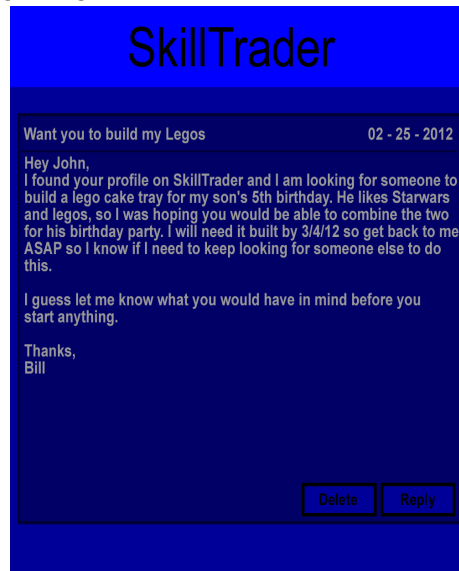 SkillTrader
Want you to build my Legos 02 - 25 - 2012
Hey John,
I found your profile on SkillTrader and I am looking for someone to
build a lego cake tray for my son's 5th birthday. He likes Starwars
and legos, so I was hoping you would be able to combine the two
for his birthday party. I will need it built by 3/4/12 so get back to me
ASAP so I know if I need to keep looking for someone else to do
this.
I guess let me know what you would have in mind before you
start anything.
Thanks,
Bill
Delete Reply